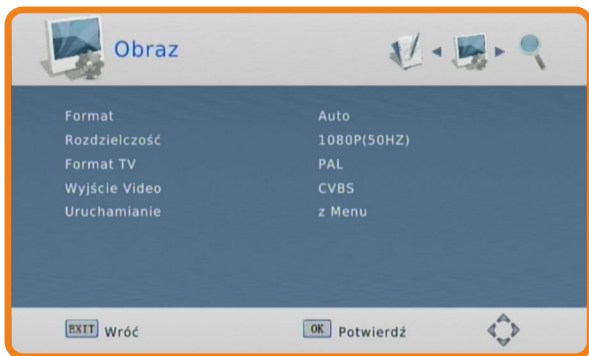 Obraz
Format Auto
Rozdzielczość 1080P(50HZ)
Format TV PAL
Wyjście Video CVBS
Uruchamianie z Menu
EXIT Wróć OK Potwierdź